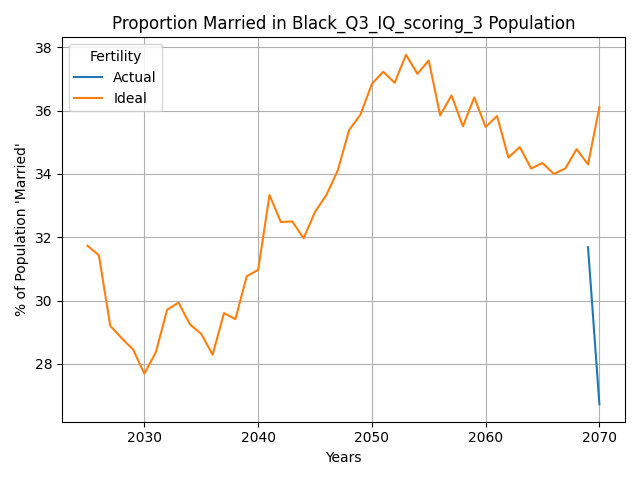 Proportion Married in Black_Q3_IQ_scoring_3 Population
Fertility
Actual
Ideal
% of Population 'Married'
38
36
34
32
30
28
2030
2040
2050
2060
2070
Years